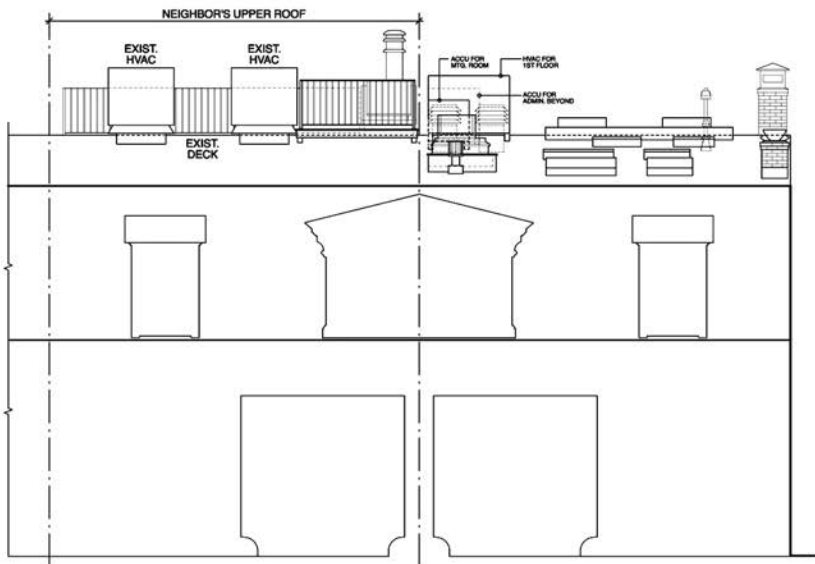 NEIGHBOR'S UPPER ROOF
EXIST.
HVAC
EXIST.
HVAC
ACCU FOR
MTG. ROOM
HVAC FOR
1ST FLOOR
ACCU FOR
ADMIN. BEYOND
EXIST.
DECK